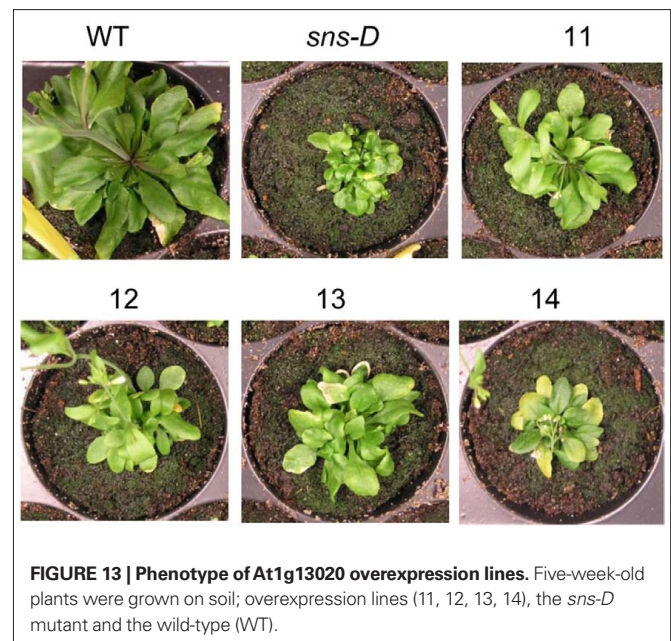 WT sns-D 11
12 13 14
FIGURE 13 | Phenotype of At1g13020 overexpression lines. Five-week-old
plants were grown on soil; overexpression lines (11, 12, 13, 14), the sns-D
mutant and the wild-type (WT).